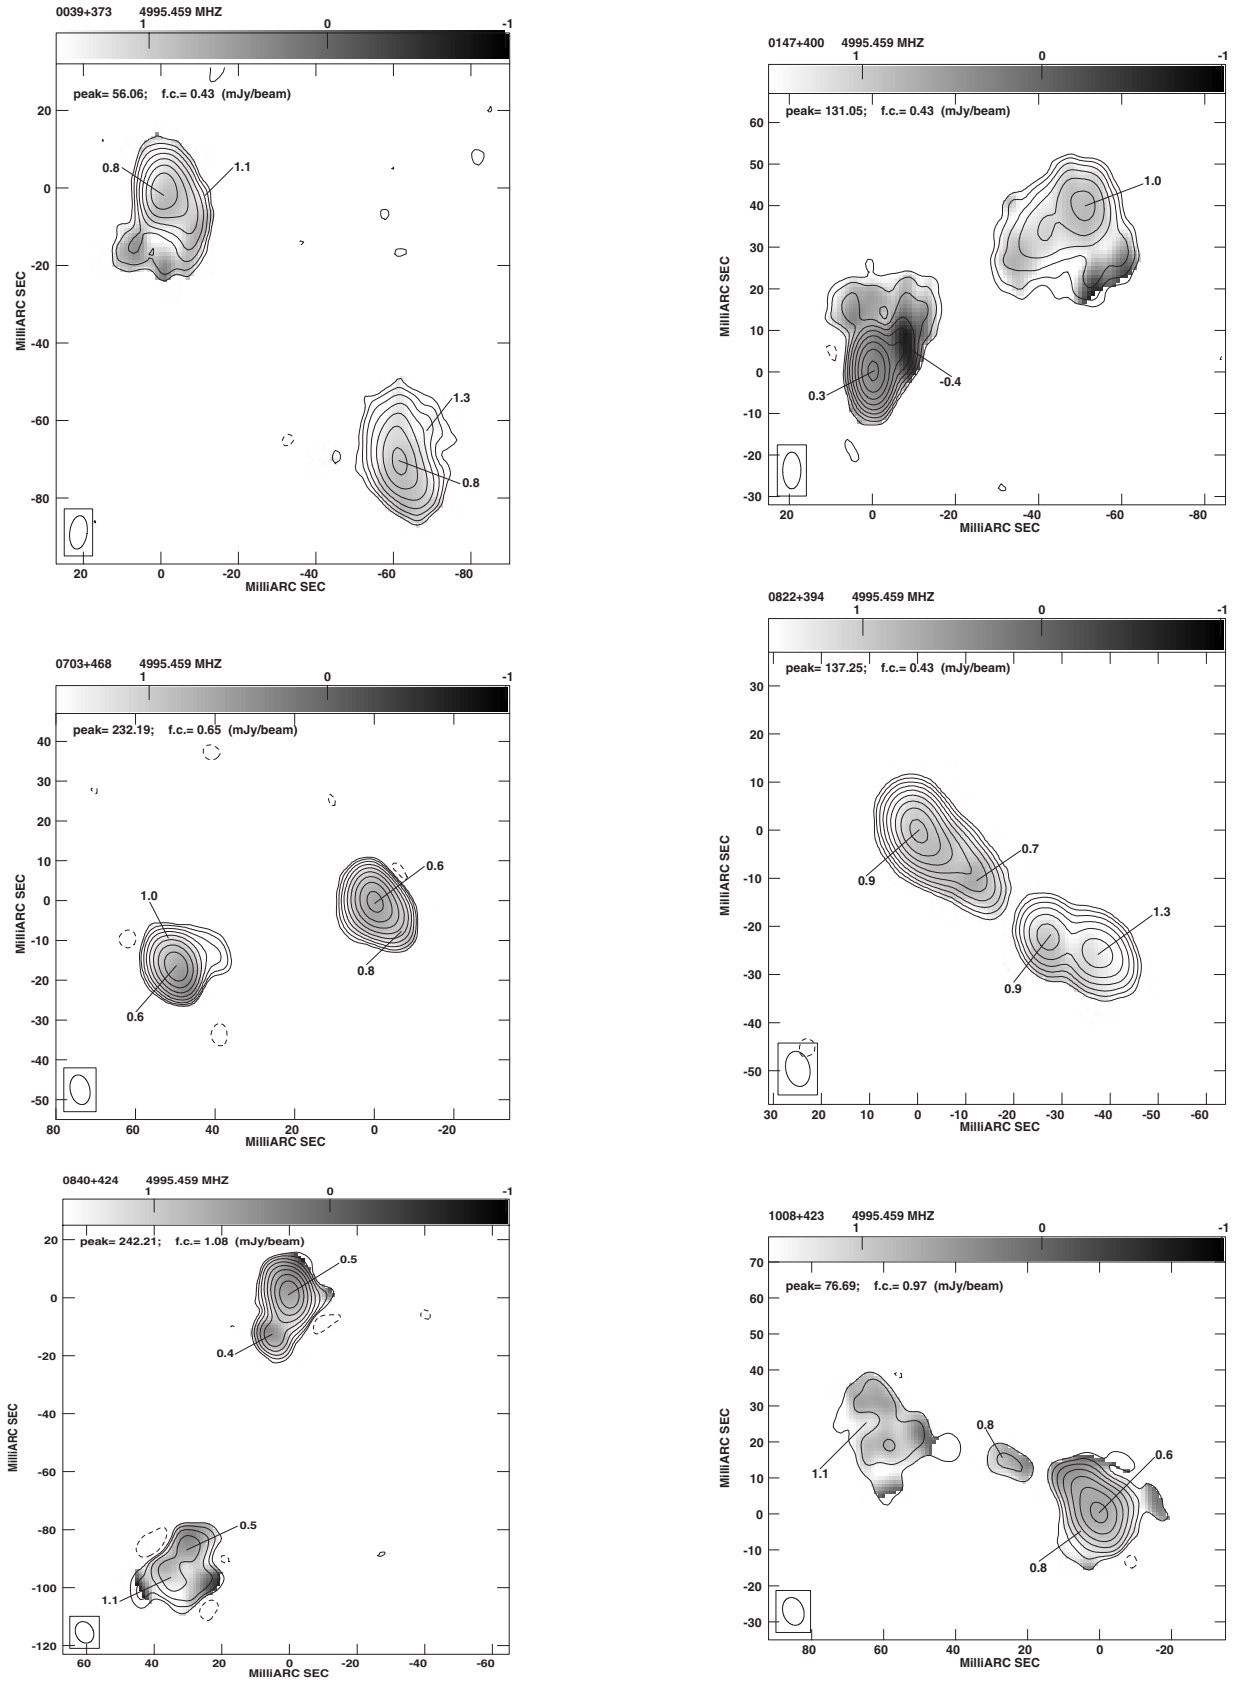 0039+373 4995.459 MHZ
1 0 -1
peak= 56.06; f.c.= 0.43 (mJy/beam)
20
0
-20
-40
-60
-80
MilliARC SEC
0.8
1.1
1.3
0.8
20 0 -20 -40 -60 -80
MilliARC SEC
0147+400 4995.459 MHZ
1 0 -1
peak= 131.05; f.c.= 0.43 (mJy/beam)
60
50
40
30
20
10
0
-10
-20
-30
MilliARC SEC
1.0
0.3
-0.4
20 0 -20 -40 -60 -80
MilliARC SEC
0703+468 4995.459 MHZ
1 0 -1
peak= 232.19; f.c.= 0.65 (mJy/beam)
40
30
20
10
0
-10
-20
-30
-40
-50
MilliARC SEC
0.6
1.0
0.8
0.6
80 60 40 20 0 -20
MilliARC SEC
0822+394 4995.459 MHZ
1 0 -1
peak= 137.25; f.c.= 0.43 (mJy/beam)
30
20
10
0
-10
-20
-30
-40
-50
MilliARC SEC
0.7
0.9
1.3
0.9
30 20 10 0 -10 -20 -30 -40 -50 -60
MilliARC SEC
0840+424 4995.459 MHZ
1 0 -1
peak= 242.21; f.c.= 1.08 (mJy/beam)
20
0
-20
-40
-60
-80
-100
-120
MilliARC SEC
0.5
0.4
0.5
1.1
60 40 20 0 -20 -40 -60
MilliARC SEC
1008+423 4995.459 MHZ
1 0 -1
peak= 76.69; f.c.= 0.97 (mJy/beam)
70
60
50
40
30
20
10
0
-10
-20
-30
MilliARC SEC
0.8
0.6
1.1
0.8
80 60 40 20 0 -20
MilliARC SEC